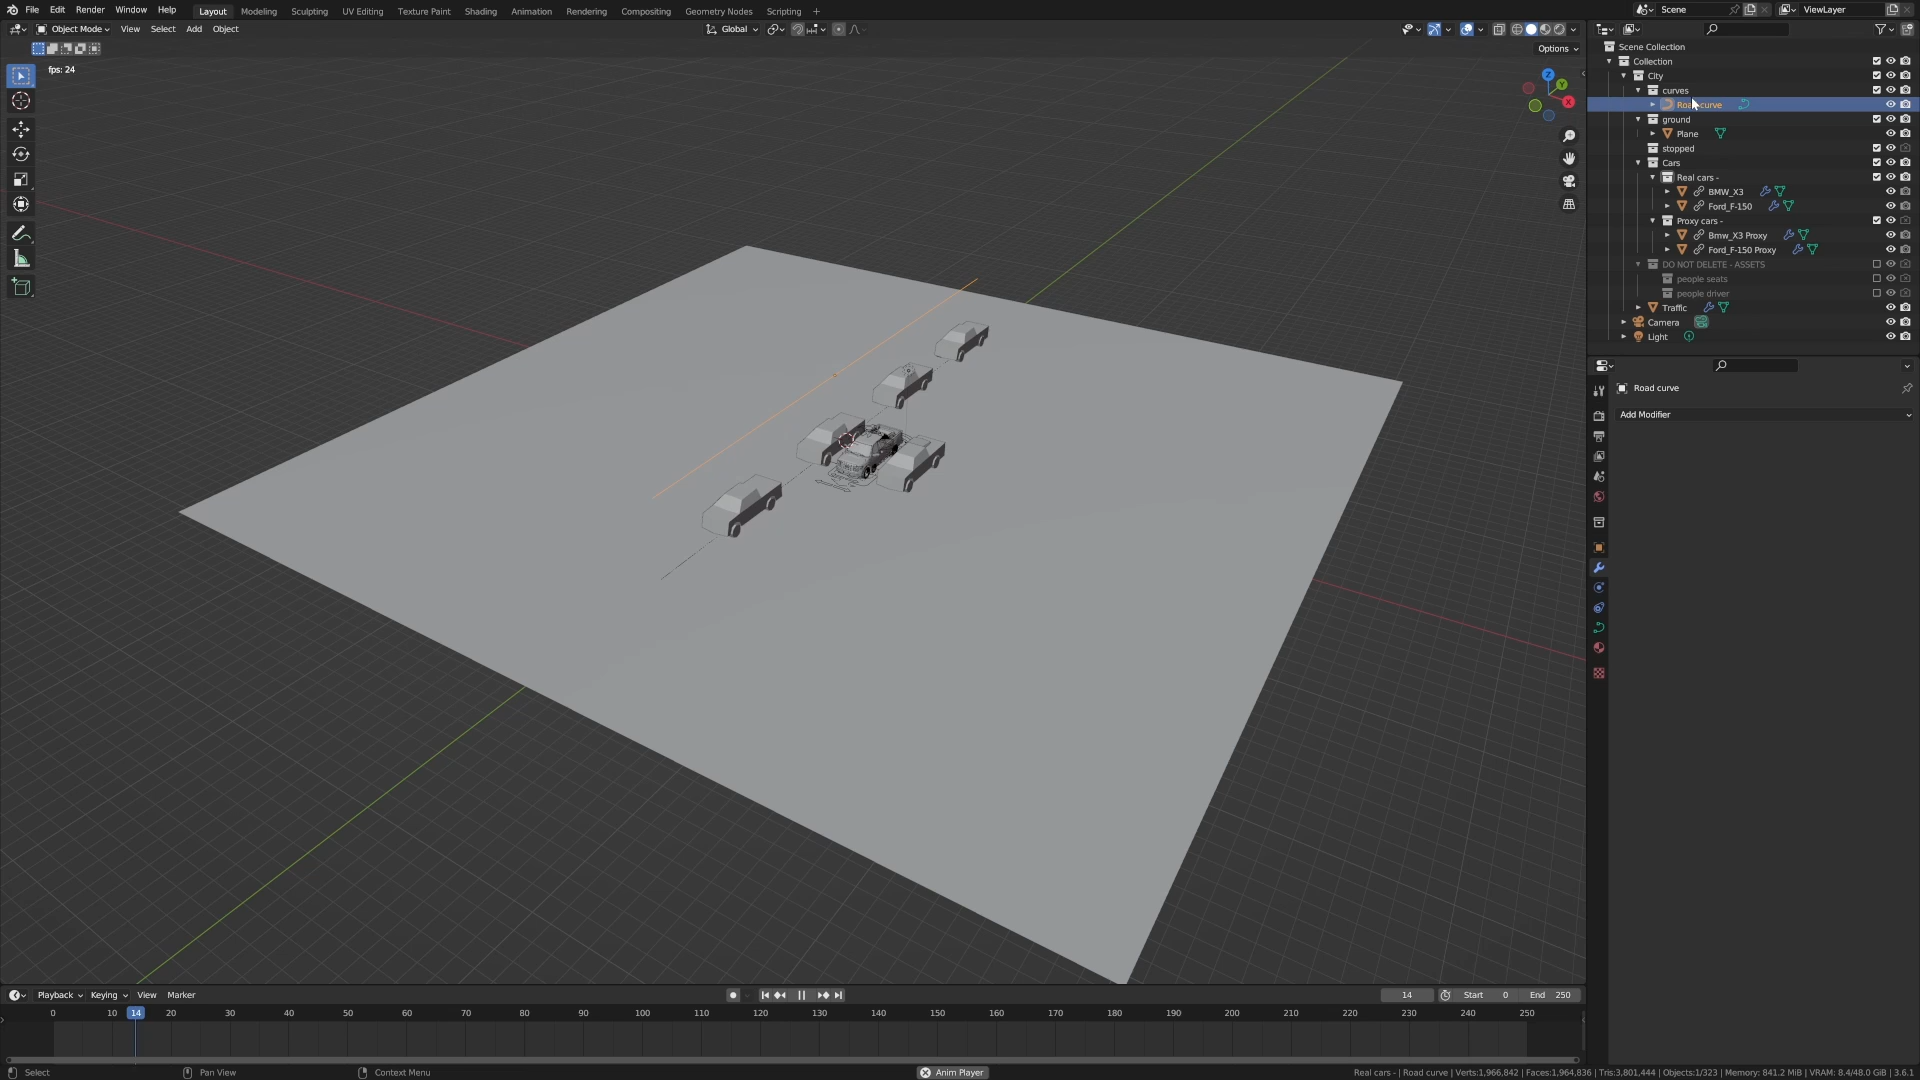 File Edit Render Window Help Layout Modeling Sculpting UV Editing Texture Paint Shading Animation Rendering Compositing Geometry Nodes Scripting + Scene ViewLayer
Object Mode View Select Add Object Global
Options
fps: 24
Z
Y
X
Scene Collection
Collection
City
curves
Road curve
ground
Plane
stopped
Cars
Real cars -
BMW_X3
Ford_F-150
Proxy cars -
Bmw_X3 Proxy
Ford_F-150 Proxy
DO NOT DELETE - ASSETS
people seats
people driver
Traffic
Camera
Light
Road curve
Add Modifier
Playback Keying View Marker 14 Start 0 End 250
0 10 14 20 30 40 50 60 70 80 90 100 110 120 130 140 150 160 170 180 190 200 210 220 230 240 250
Select Pan View Context Menu Anim Player Real cars - | Road curve | Verts:1,966,842 | Faces:1,964,836 | Tris:3,801,444 | Objects:1/323 | Memory: 841.2 MiB | VRAM: 8.4/48.0 GiB | 3.6.1